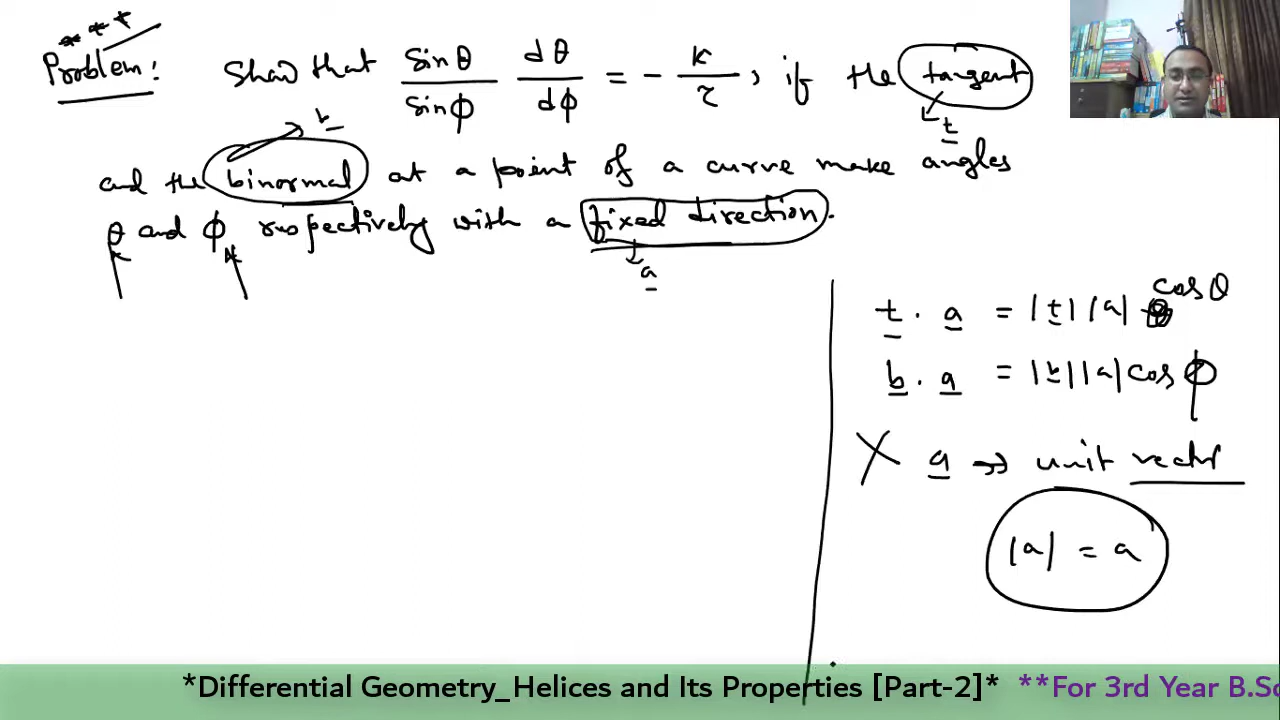 * * *
Problem: Show that sinθ/sinϕ dθ/dϕ = - κ/τ, if the tangent
t
b
and the binormal at a point of a curve make angles
θ and ϕ respectively with a fixed direction.
a
t . a = |t| |a| cosθ
b . a = |b| |a| cos ϕ
X a → unit vector
|a| = a
*Differential Geometry_Helices and Its Properties [Part-2]* **For 3rd Year B.Sc